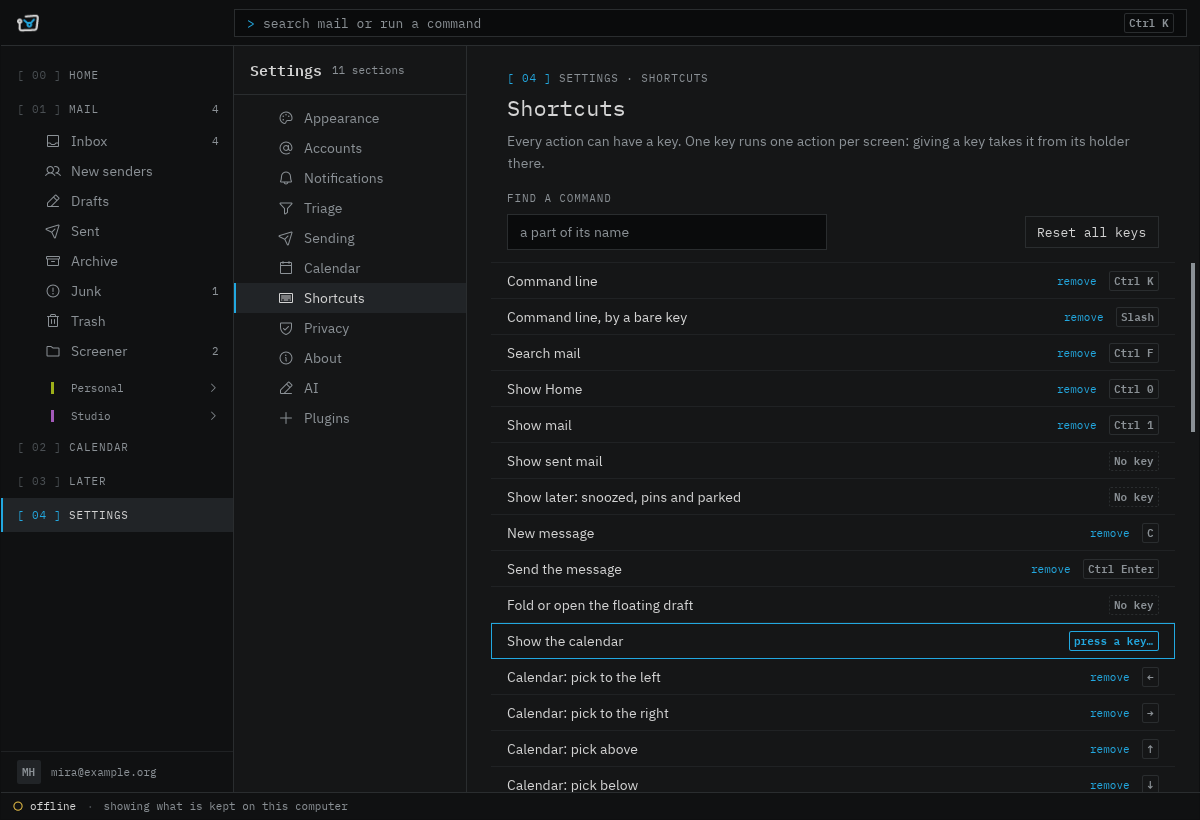 > search mail or run a command Ctrl K
[ 00 ] HOME
[ 01 ] MAIL 4
Inbox 4
New senders
Drafts
Sent
Archive
Junk 1
Trash
Screener 2
Personal
Studio
[ 02 ] CALENDAR
[ 03 ] LATER
[ 04 ] SETTINGS
MH mira@example.org
Settings 11 sections
Appearance
Accounts
Notifications
Triage
Sending
Calendar
Shortcuts
Privacy
About
AI
Plugins
[ 04 ] SETTINGS · SHORTCUTS
Shortcuts
Every action can have a key. One key runs one action per screen: giving a key takes it from its holder
there.
FIND A COMMAND
a part of its name Reset all keys
Command line remove Ctrl K
Command line, by a bare key remove Slash
Search mail remove Ctrl F
Show Home remove Ctrl 0
Show mail remove Ctrl 1
Show sent mail No key
Show later: snoozed, pins and parked No key
New message remove C
Send the message remove Ctrl Enter
Fold or open the floating draft No key
Show the calendar press a key…
Calendar: pick to the left remove ←
Calendar: pick to the right remove →
Calendar: pick above remove ↑
Calendar: pick below remove ↓
offline · showing what is kept on this computer